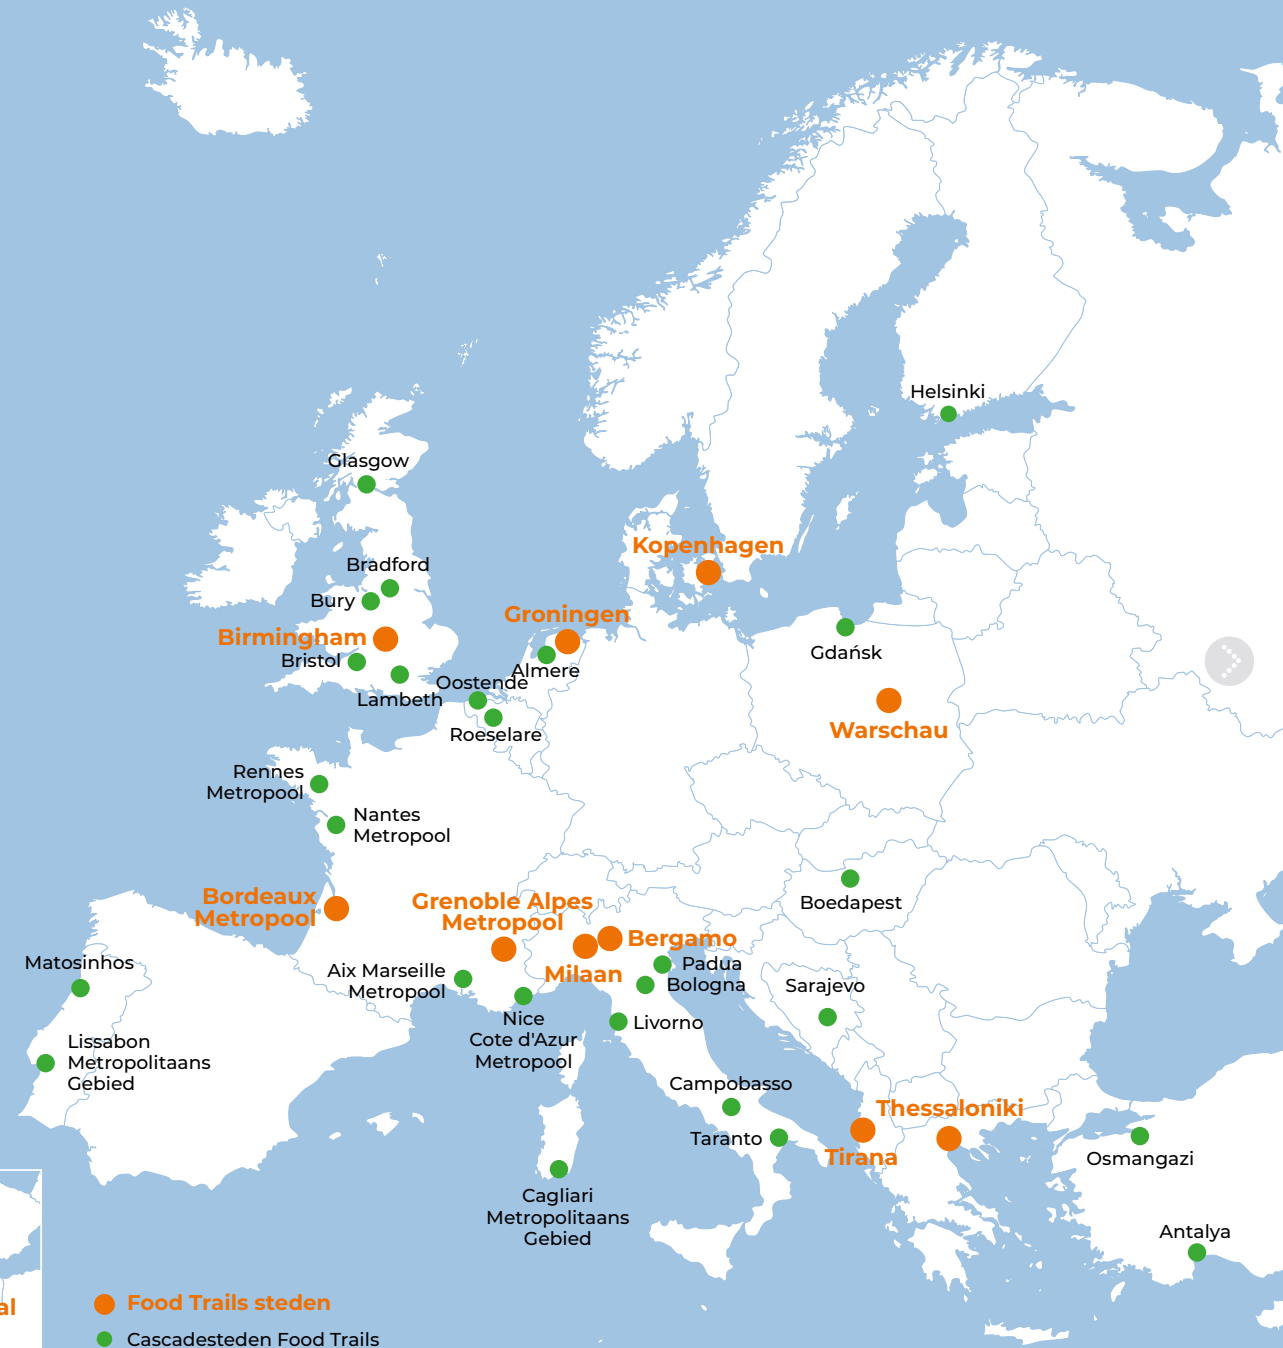 Helsinki
Glasgow
Kopenhagen
Bradford
Bury
Groningen
Birmingham
Bristol
Gdańsk
Almere
Oostende
Lambeth
Warschau
Roeselare
Rennes
Metropool
Nantes
Metropool
Bordeaux
Metropool
Grenoble Alpes
Metropool
Boedapest
Bergamo
Matosinhos
Aix Marseille
Metropool
Milaan
Padua
Bologna
Sarajevo
Nice
Cote d'Azur
Metropool
Livorno
Lissabon
Metropolitaans
Gebied
Campobasso
Thessaloniki
Taranto
Tirana
Osmangazi
Cagliari
Metropolitaans
Gebied
Antalya
al
Food Trails steden
Cascadesteden Food Trails